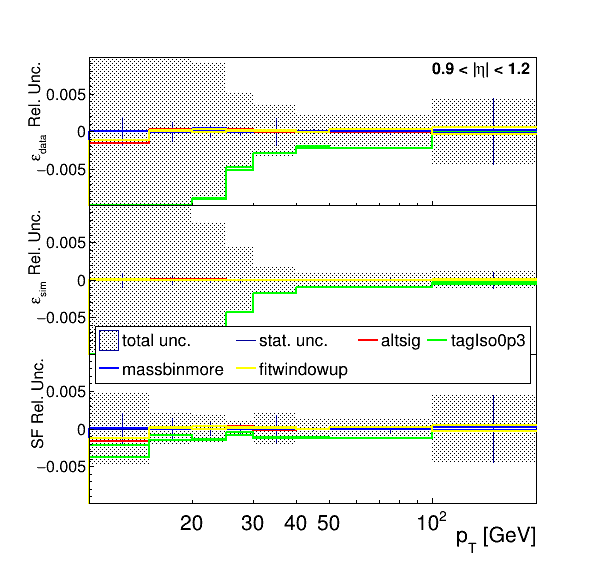 0.9 < |η| < 1.2
ε_data Rel. Unc.
0.005
0
−0.005
ε_sim Rel. Unc.
0.005
0
−0.005
total unc. stat. unc. altsig tagIso0p3
massbinmore fitwindowup
SF Rel. Unc.
0.005
0
−0.005
20 30 40 50 10²
p_T [GeV]